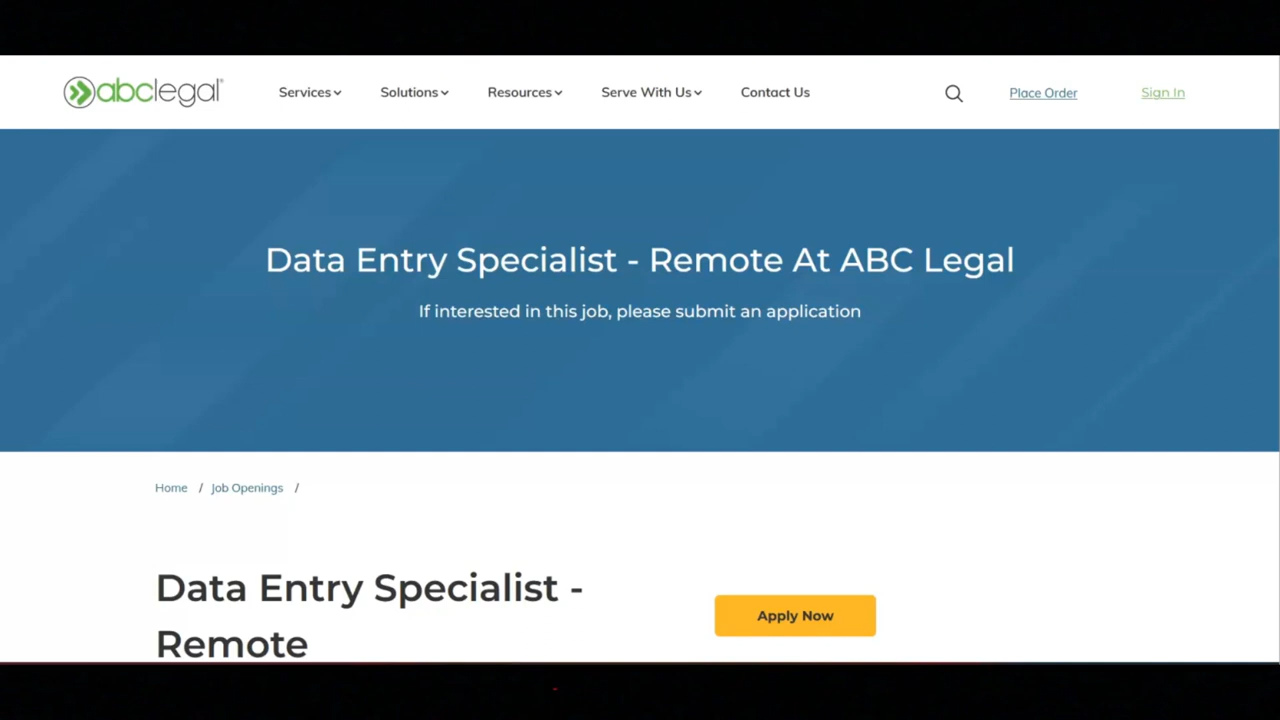 abclegal®
Services
Solutions
Resources
Serve With Us
Contact Us
Place Order
Sign In
Data Entry Specialist - Remote At ABC Legal
If interested in this job, please submit an application
Home / Job Openings /
Data Entry Specialist -
Remote
Apply Now